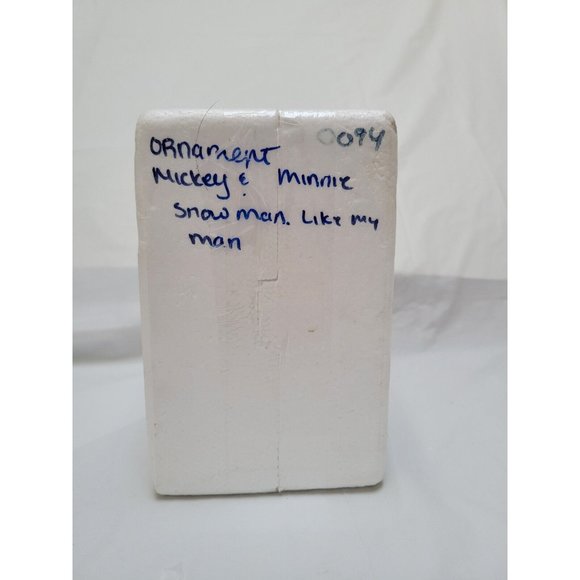 0094
ORnament
Mickey & Minnie
Snow man. Like my
man